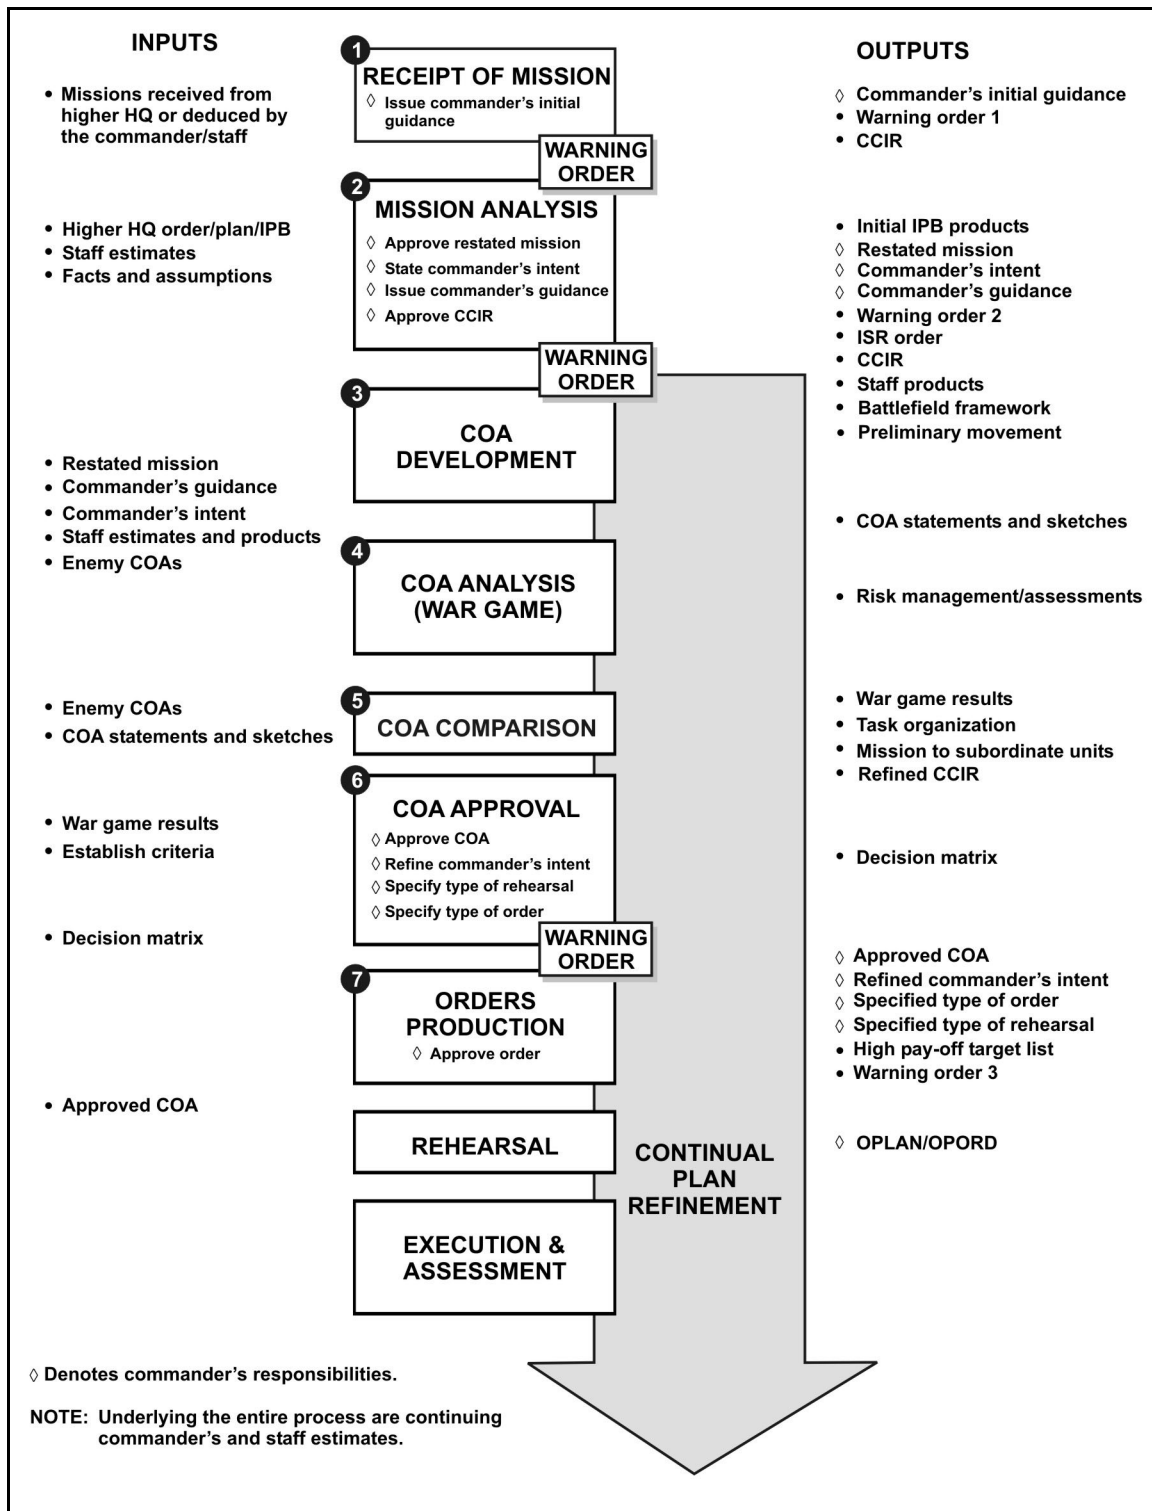 INPUTS
• Missions received from
higher HQ or deduced by
the commander/staff
• Higher HQ order/plan/IPB
• Staff estimates
• Facts and assumptions
• Restated mission
• Commander’s guidance
• Commander’s intent
• Staff estimates and products
• Enemy COAs
• Enemy COAs
• COA statements and sketches
• War game results
• Establish criteria
• Decision matrix
• Approved COA
1
RECEIPT OF MISSION
◊ Issue commander’s initial
guidance
WARNING
ORDER
2
MISSION ANALYSIS
◊ Approve restated mission
◊ State commander’s intent
◊ Issue commander’s guidance
◊ Approve CCIR
WARNING
ORDER
3
COA
DEVELOPMENT
4
COA ANALYSIS
(WAR GAME)
5
COA COMPARISON
6
COA APPROVAL
◊ Approve COA
◊ Refine commander’s intent
◊ Specify type of rehearsal
◊ Specify type of order
WARNING
ORDER
7
ORDERS
PRODUCTION
◊ Approve order
REHEARSAL
EXECUTION &
ASSESSMENT
CONTINUAL
PLAN
REFINEMENT
OUTPUTS
◊ Commander’s initial guidance
• Warning order 1
• CCIR
• Initial IPB products
◊ Restated mission
◊ Commander’s intent
◊ Commander’s guidance
• Warning order 2
• ISR order
• CCIR
• Staff products
• Battlefield framework
• Preliminary movement
• COA statements and sketches
• Risk management/assessments
• War game results
• Task organization
• Mission to subordinate units
• Refined CCIR
• Decision matrix
◊ Approved COA
◊ Refined commander’s intent
◊ Specified type of order
◊ Specified type of rehearsal
• High pay-off target list
• Warning order 3
◊ OPLAN/OPORD
◊ Denotes commander’s responsibilities.
NOTE: Underlying the entire process are continuing
commander’s and staff estimates.